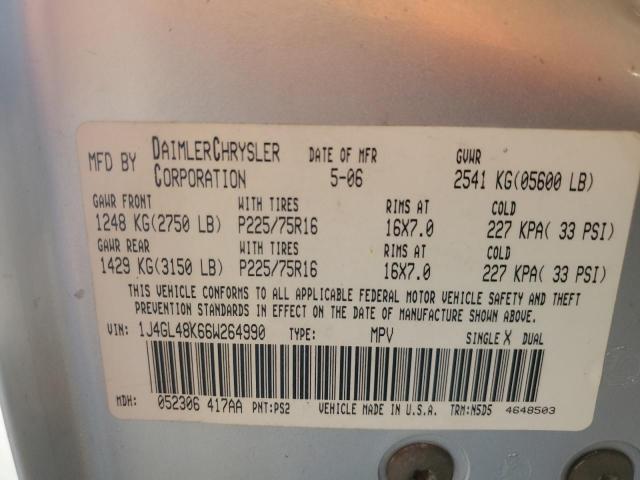 MFD BY DAIMLERCHRYSLER CORPORATION DATE OF MFR 5-06 GVWR 2541 KG(05600 LB)
GAWR FRONT WITH TIRES RIMS AT COLD
1248 KG(2750 LB) P225/75R16 16X7.0 227 KPA( 33 PSI)
GAWR REAR WITH TIRES RIMS AT COLD
1429 KG(3150 LB) P225/75R16 16X7.0 227 KPA( 33 PSI)
THIS VEHICLE CONFORMS TO ALL APPLICABLE FEDERAL MOTOR VEHICLE SAFETY AND THEFT
PREVENTION STANDARDS IN EFFECT ON THE DATE OF MANUFACTURE SHOWN ABOVE.
VIN: 1J4GL48K66W264990 TYPE: MPV SINGLE X DUAL
MDH: 052306 417AA PNT:PS2 VEHICLE MADE IN U.S.A. TRM:N5D5 4648503